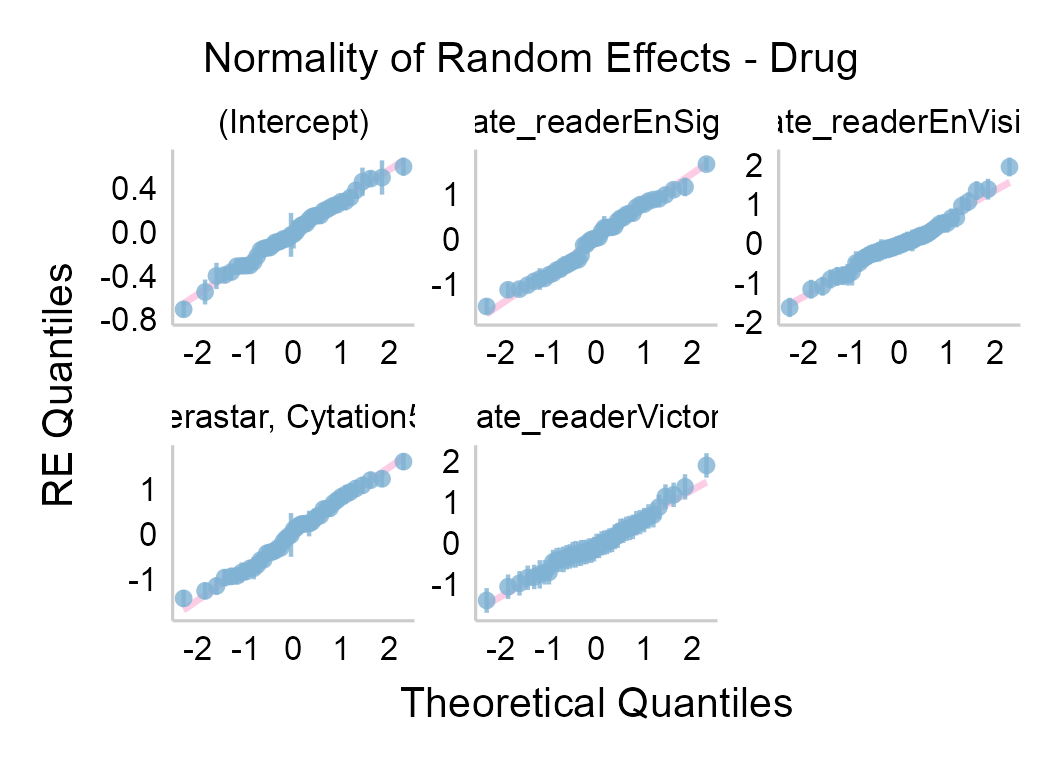 Normality of Random Effects - Drug
(Intercept)
ate_readerEnSig
ate_readerEnVisi
0.4
0.0
-0.4
-0.8
1
0
-1
2
1
0
-1
-2
-2 -1 0 1 2
-2 -1 0 1 2
-2 -1 0 1 2
RE Quantiles
erastar, Cytation5
ate_readerVictor
1
0
-1
2
1
0
-1
-2 -1 0 1 2
-2 -1 0 1 2
Theoretical Quantiles